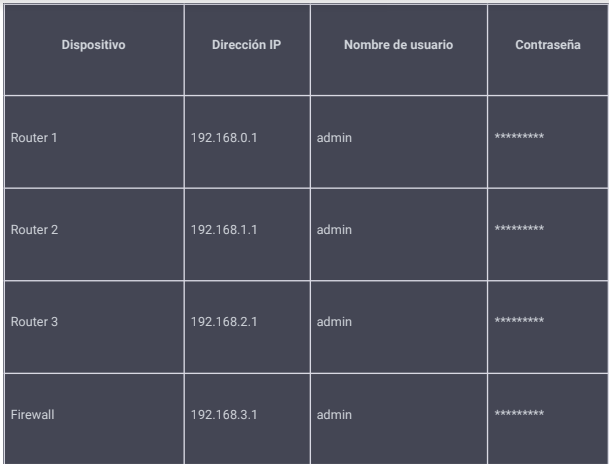 Dispositivo Dirección IP Nombre de usuario Contraseña
Router 1 192.168.0.1 admin *********
Router 2 192.168.1.1 admin *********
Router 3 192.168.2.1 admin *********
Firewall 192.168.3.1 admin *********